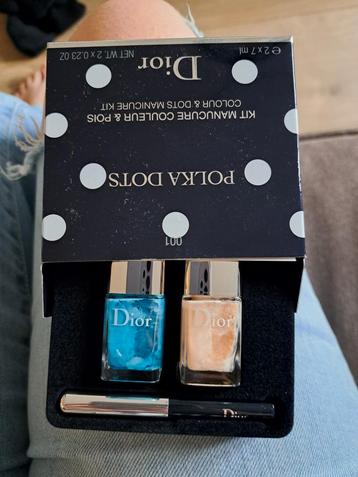 POLKA DOTS
001
COLOUR & DOTS MANICURE KIT
KIT MANUCURE COULEUR & POIS
Dior
NET WT. 2 x 0.23 OZ
℮ 2 x 7 ml
Dior
Dior
Dior